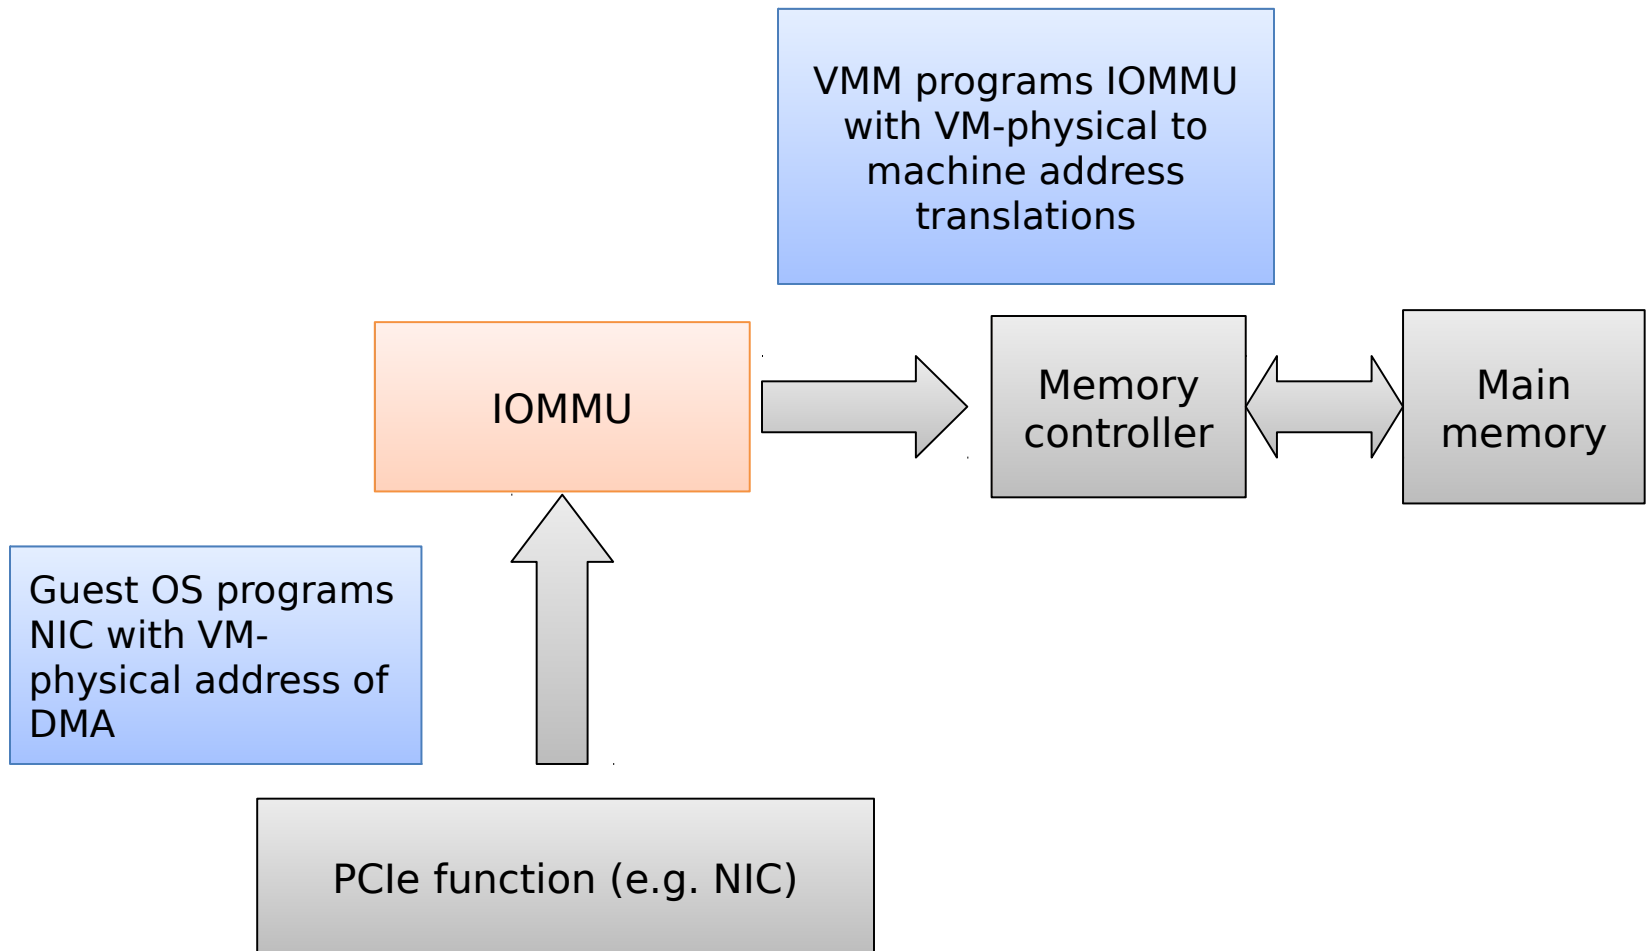 VMM programs IOMMU
with VM-physical to
machine address
translations
IOMMU
Memory
controller
Main
memory
Guest OS programs
NIC with VM-
physical address of
DMA
PCIe function (e.g. NIC)